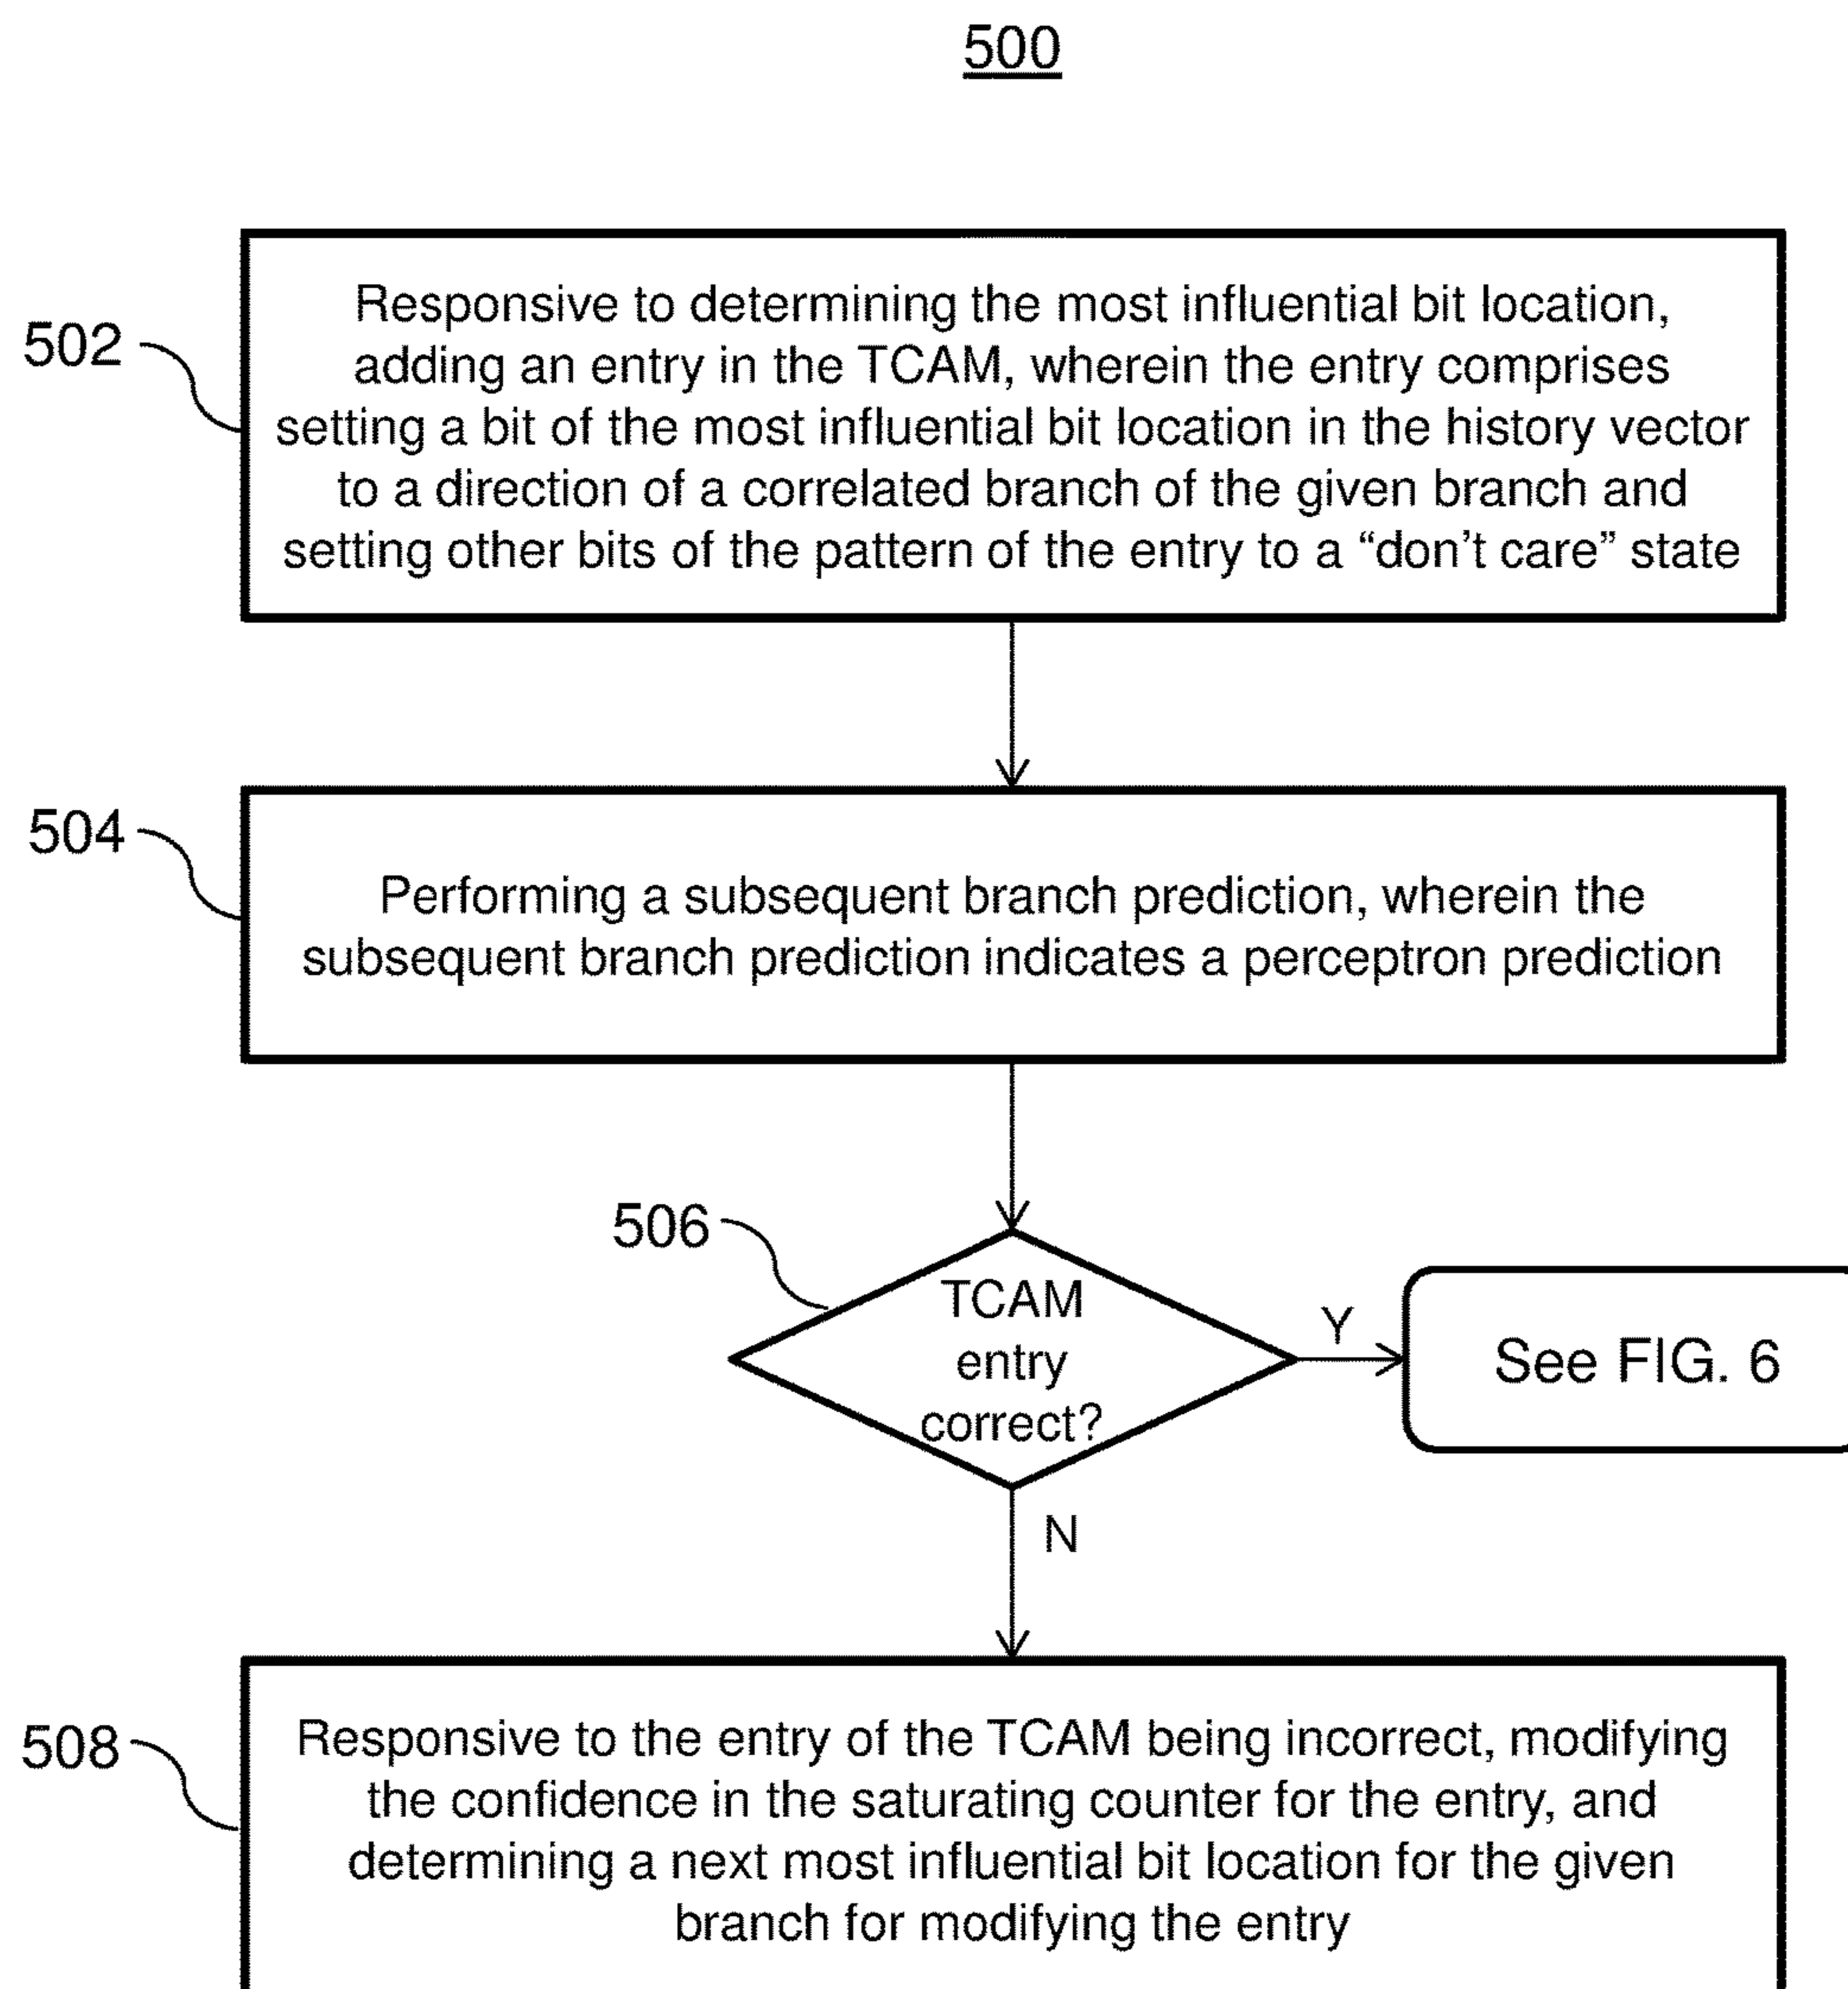 500
502
Responsive to determining the most influential bit location,
adding an entry in the TCAM, wherein the entry comprises
setting a bit of the most influential bit location in the history vector
to a direction of a correlated branch of the given branch and
setting other bits of the pattern of the entry to a “don’t care” state
504
Performing a subsequent branch prediction, wherein the
subsequent branch prediction indicates a perceptron prediction
506
TCAM
entry
correct?
Y
See FIG. 6
N
508
Responsive to the entry of the TCAM being incorrect, modifying
the confidence in the saturating counter for the entry, and
determining a next most influential bit location for the given
branch for modifying the entry